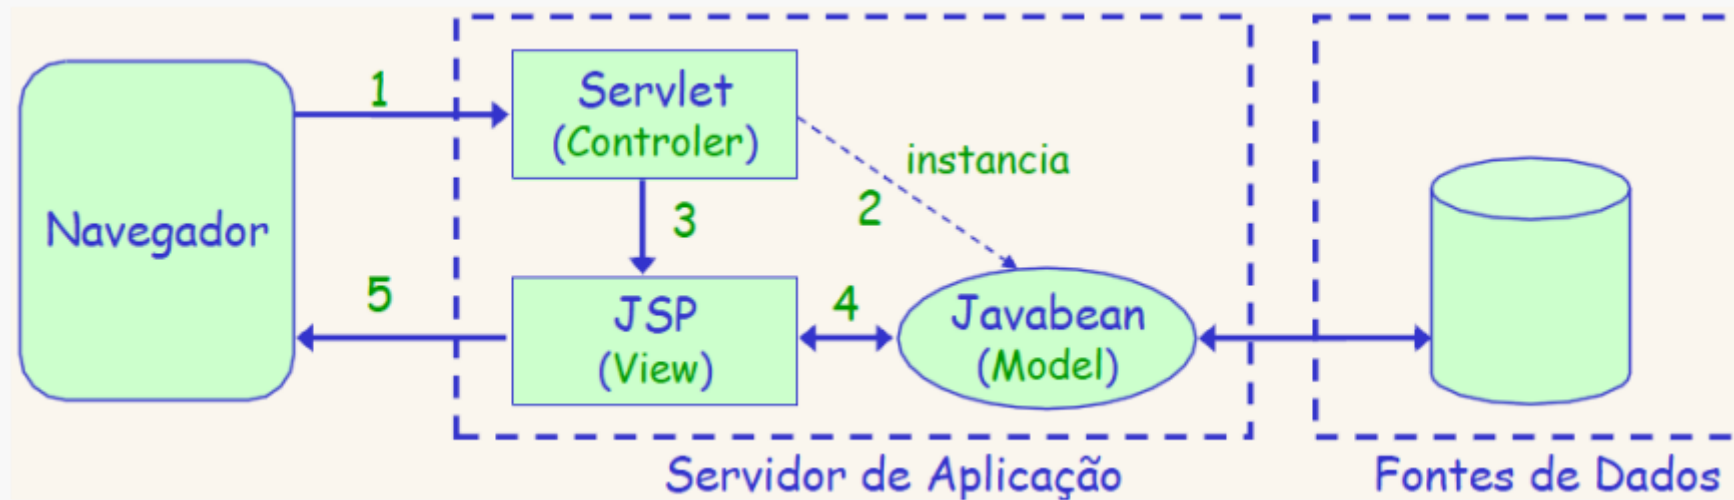 Navegador
1
Servlet
(Controler)
instancia
2
3
JSP
(View)
4
Javabean
(Model)
5
Servidor de Aplicação
Fontes de Dados